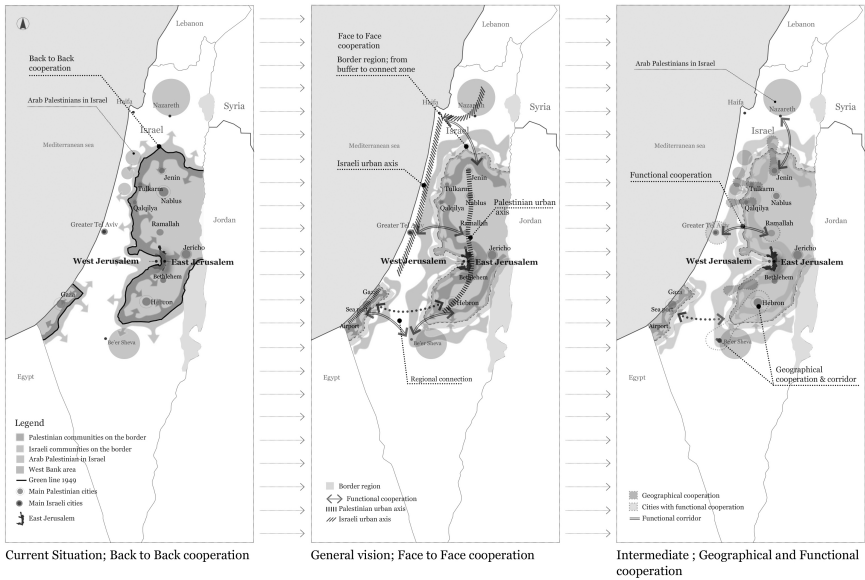 Lebanon
Back to Back
cooperation
Arab Palestinians in Israel
Haifa
Nazareth
Syria
Israel
Mediterranean sea
Jenin
Tulkarm
Nablus
Qalqilya
Ramallah
Greater Tel Aviv
Jordan
Jericho
West Jerusalem
East Jerusalem
Bethlehem
Gaza
Hebron
Be'er Sheva
Egypt
Legend
Palestinian communities on the border
Israeli communities on the border
Arab Palestinian in Israel
West Bank area
Green line 1949
Main Palestinian cities
Main Israeli cities
East Jerusalem
Current Situation; Back to Back cooperation
Lebanon
Face to Face
cooperation
Border region; from
buffer to connect zone
Haifa
Nazareth
Syria
Israel
Mediterranean sea
Israeli urban axis
Jenin
Tulkarm
Nablus
Qalqilya
Palestinian urban
axis
Ramallah
Greater Tel Aviv
Jordan
Jericho
West Jerusalem
East Jerusalem
Bethlehem
Gaza
Sea port
Hebron
Airport
Be'er Sheva
Regional connection
Egypt
Border region
Functional cooperation
Palestinian urban axis
Israeli urban axis
General vision; Face to Face cooperation
Lebanon
Arab Palestinians in Israel
Haifa
Nazareth
Syria
Israel
Mediterranean sea
Jenin
Functional cooperation
Tulkarm
Nablus
Qalqilya
Ramallah
Greater Tel Aviv
Jordan
Jericho
West Jerusalem
East Jerusalem
Bethlehem
Gaza
Sea port
Hebron
Airport
Be'er Sheva
Geographical
cooperation & corridor
Egypt
Geographical cooperation
Cities with functional cooperation
Functional corridor
Intermediate ; Geographical and Functional
cooperation